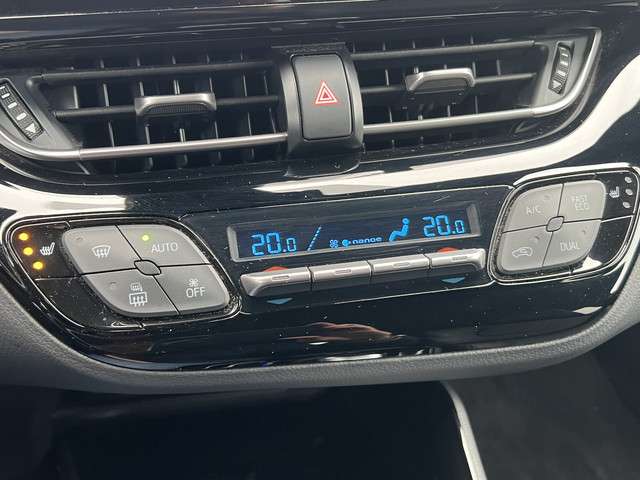 AUTO
OFF
20.0
nanoe
20.0
A/C
FAST
ECO
DUAL